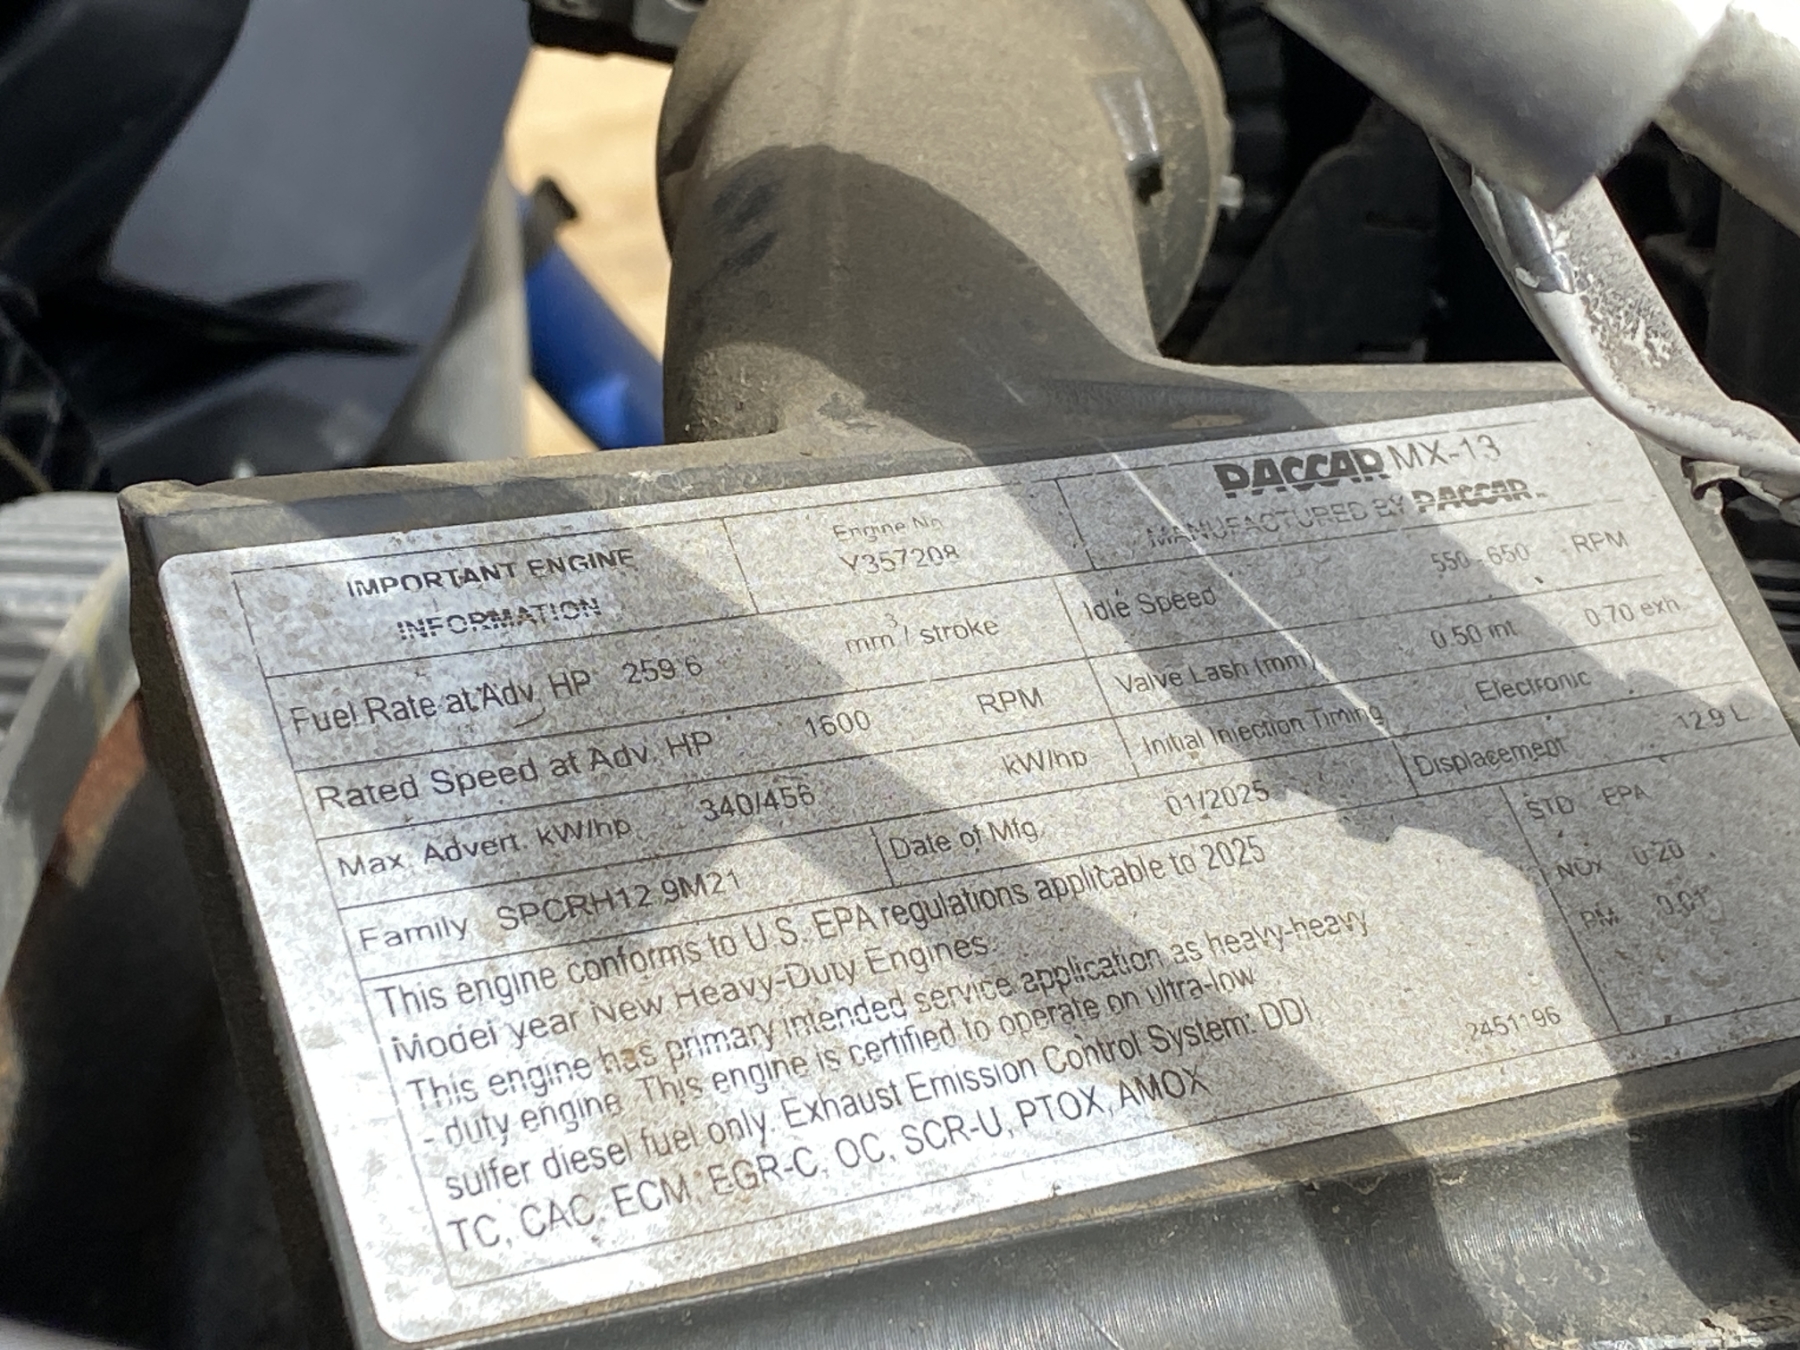 IMPORTANT ENGINE
INFORMATION
Engine No.
Y357208
PACCAR MX-13
MANUFACTURED BY PACCAR
Fuel Rate at Adv. HP 259.6 mm³ / stroke
Idle Speed 550 - 650 RPM
Rated Speed at Adv. HP 1600 RPM
Valve Lash (mm) 0.50 int. 0.70 exh.
Max. Advert. kW/hp 340/456 kW/hp
Initial Injection Timing Electronic
Family SPCRH12.9M21
Date of Mfg. 01/2025
Displacement 12.9 L
This engine conforms to U.S. EPA regulations applicable to 2025
Model year New Heavy-Duty Engines.
This engine has primary intended service application as heavy-heavy
- duty engine. This engine is certified to operate on ultra-low
sulfer diesel fuel only. Exhaust Emission Control System: DDI,
TC, CAC, ECM, EGR-C, OC, SCR-U, PTOX, AMOX
STD EPA
NOX 0.20
PM 0.01
2451196